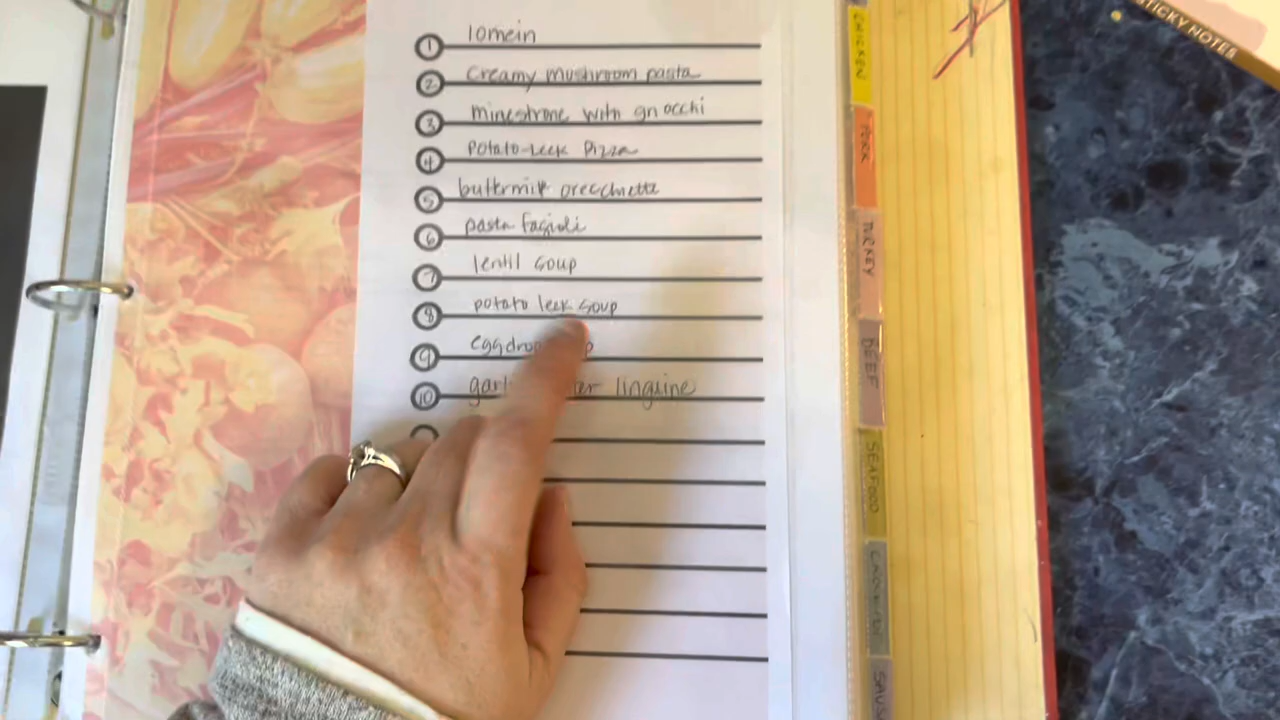 STICKY NOTES
1 lomein
2 creamy mushroom pasta
3 minestrone with gnocchi
4 potato-leek pizza
5 buttermilk orecchiette
6 pasta fagioli
7 lentil soup
8 potato leek soup
9 eggdrop
10 linguine
CHICKEN
PORK
TURKEY
BEEF
SEAFOOD